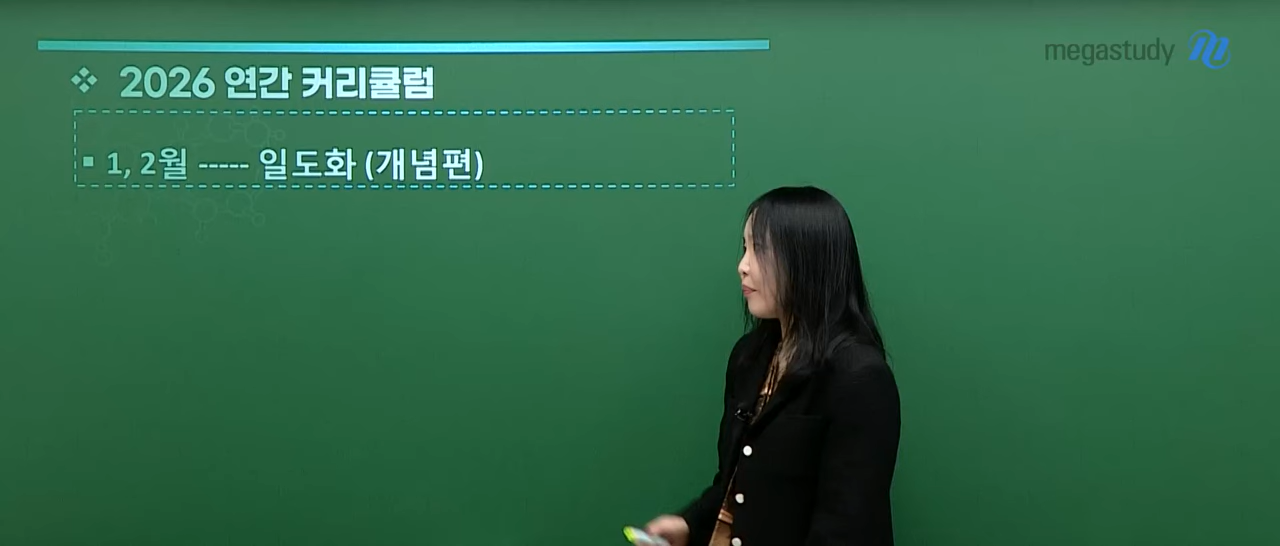 megastudy
2026 연간 커리큘럼
1, 2월 ----- 일도화 (개념편)